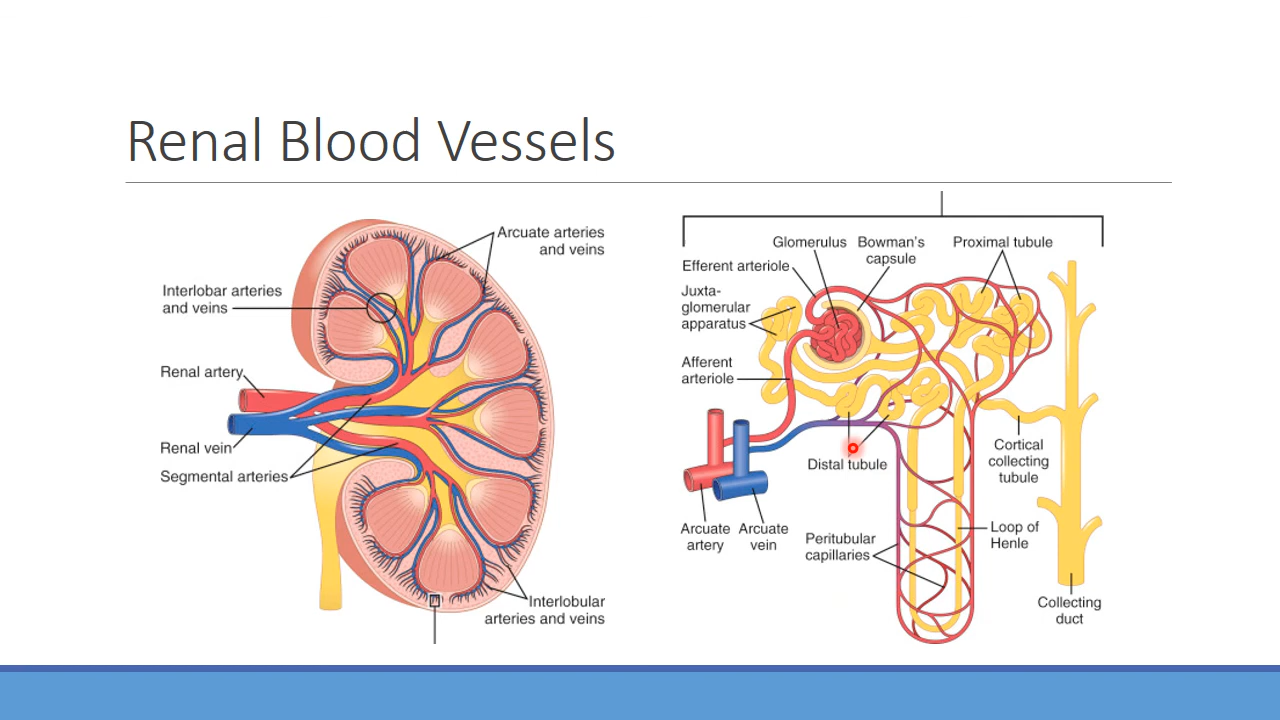 Renal Blood Vessels
Arcuate arteries
and veins
Interlobar arteries
and veins
Renal artery
Renal vein
Segmental arteries
Interlobular
arteries and veins
Glomerulus
Bowman's
capsule
Proximal tubule
Efferent arteriole
Juxta-
glomerular
apparatus
Afferent
arteriole
Distal tubule
Cortical
collecting
tubule
Arcuate
artery
Arcuate
vein
Peritubular
capillaries
Loop of
Henle
Collecting
duct